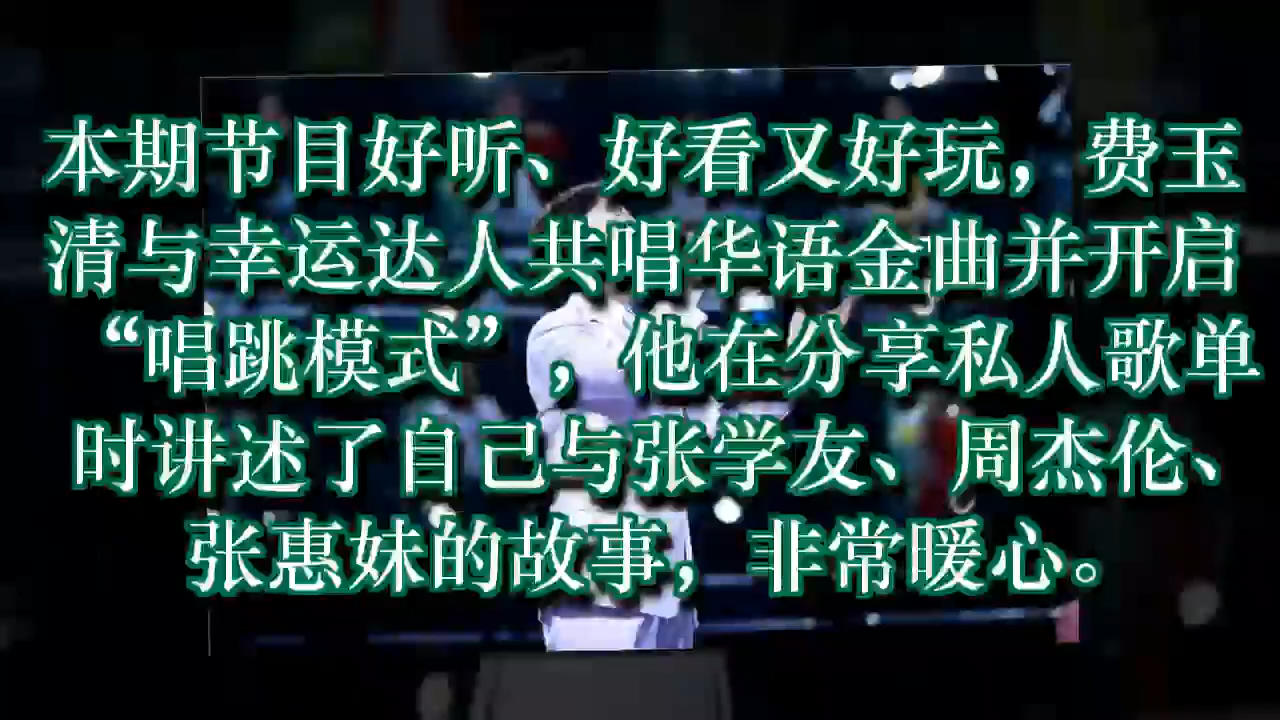 本期节目好听、好看又好玩，费玉
清与幸运达人共唱华语金曲并开启
“唱跳模式”，他在分享私人歌单
时讲述了自己与张学友、周杰伦、
张惠妹的故事，非常暖心。